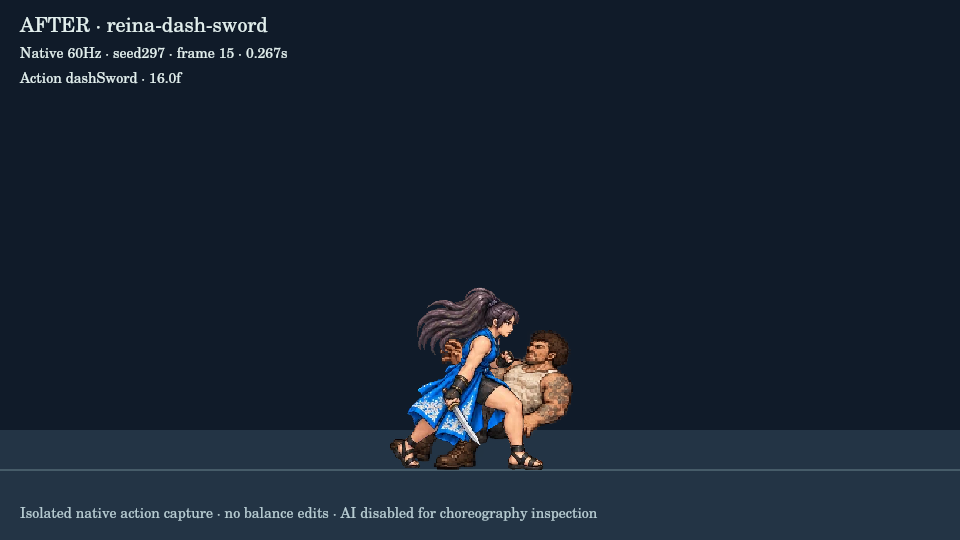 AFTER · reina-dash-sword
Native 60Hz · seed297 · frame 15 · 0.267s
Action dashSword · 16.0f
Isolated native action capture · no balance edits · AI disabled for choreography inspection